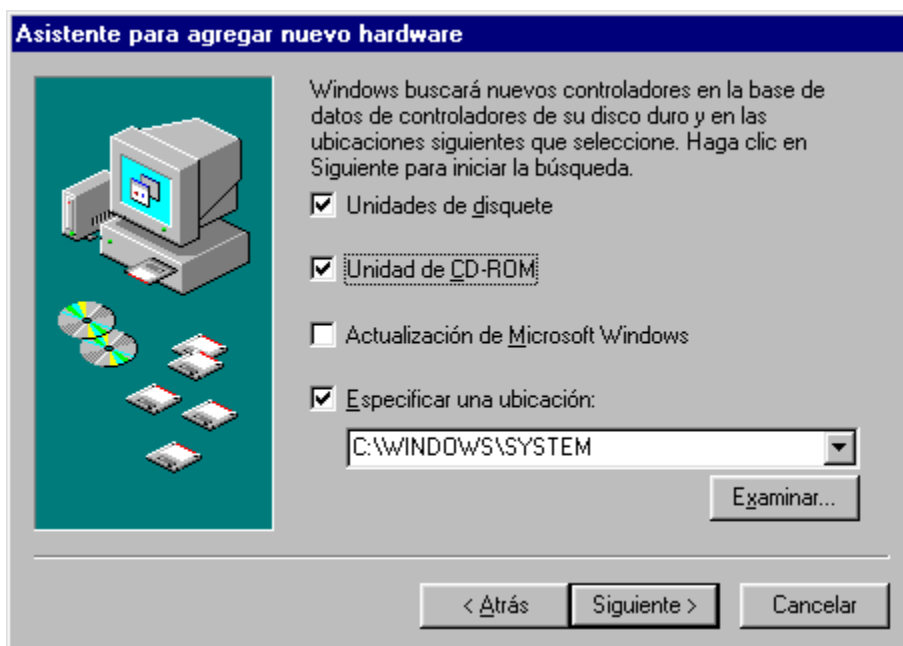 Asistente para agregar nuevo hardware
Windows buscará nuevos controladores en la base de
datos de controladores de su disco duro y en las
ubicaciones siguientes que seleccione. Haga clic en
Siguiente para iniciar la búsqueda.
Unidades de disquete
Unidad de CD-ROM
Actualización de Microsoft Windows
Especificar una ubicación:
C:\WINDOWS\SYSTEM
Examinar...
< Atrás
Siguiente >
Cancelar